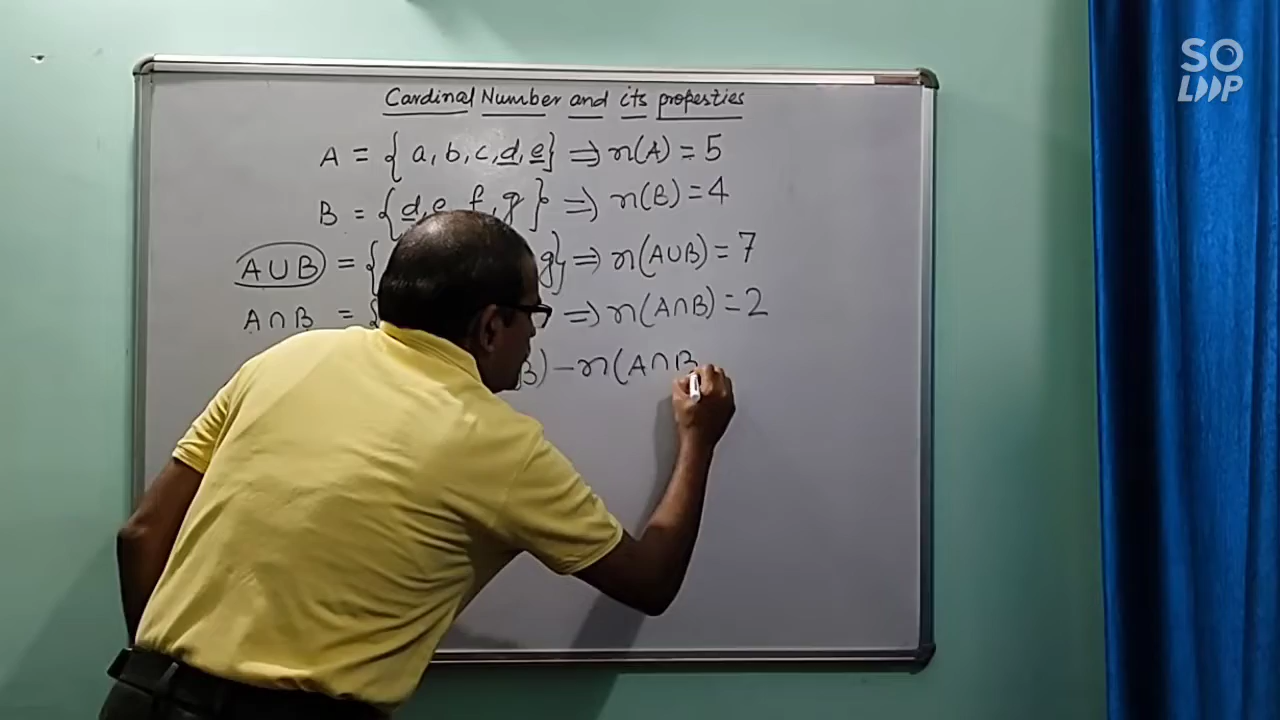 Cardinal Number and its properties
A = { a, b, c, d, e} ⇒ n(A) = 5
B = { d, e, f, g } ⇒ n(B) = 4
A∪B = { g} ⇒ n(A∪B) = 7
A∩B = { ⇒ n(A∩B) = 2
B) - n(A∩B
SO LOOP